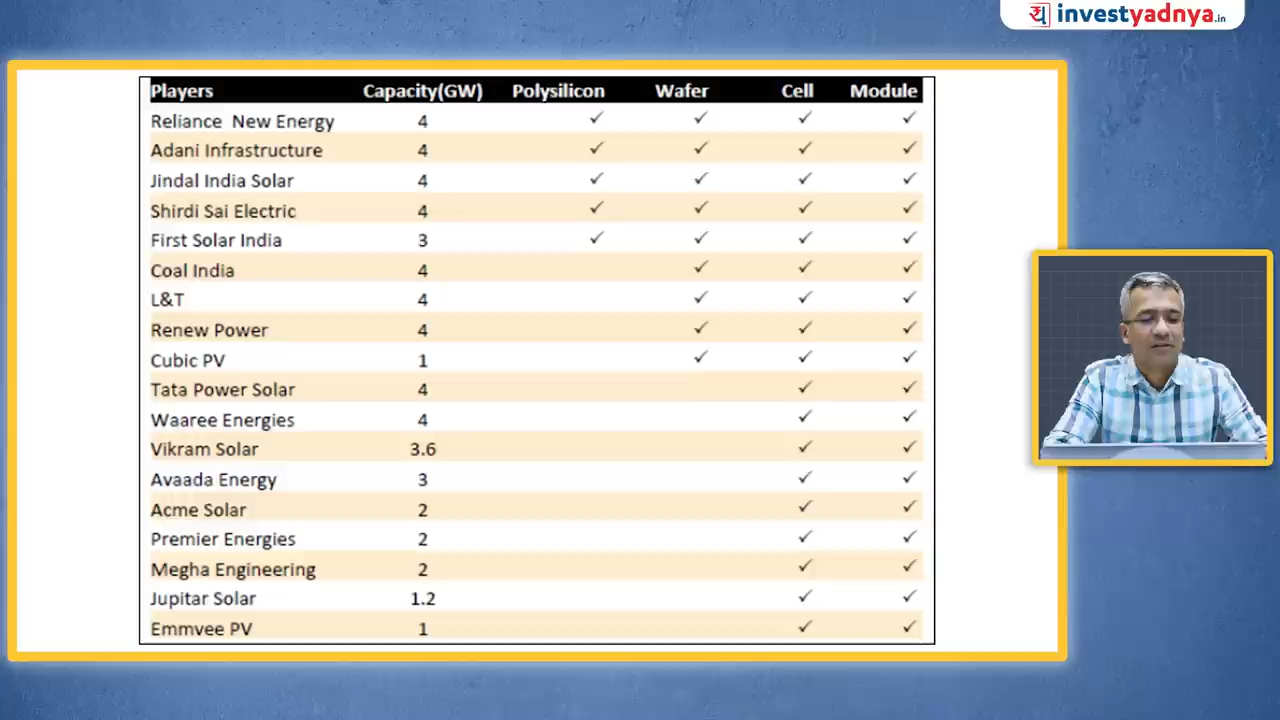 य investyadnya.in
Players Capacity(GW) Polysilicon Wafer Cell Module
Reliance New Energy 4 ✓ ✓ ✓ ✓
Adani Infrastructure 4 ✓ ✓ ✓ ✓
Jindal India Solar 4 ✓ ✓ ✓ ✓
Shirdi Sai Electric 4 ✓ ✓ ✓ ✓
First Solar India 3 ✓ ✓ ✓ ✓
Coal India 4 ✓ ✓ ✓
L&T 4 ✓ ✓ ✓
Renew Power 4 ✓ ✓ ✓
Cubic PV 1 ✓ ✓ ✓
Tata Power Solar 4 ✓ ✓
Waaree Energies 4 ✓ ✓
Vikram Solar 3.6 ✓ ✓
Avaada Energy 3 ✓ ✓
Acme Solar 2 ✓ ✓
Premier Energies 2 ✓ ✓
Megha Engineering 2 ✓ ✓
Jupitar Solar 1.2 ✓ ✓
Emmvee PV 1 ✓ ✓